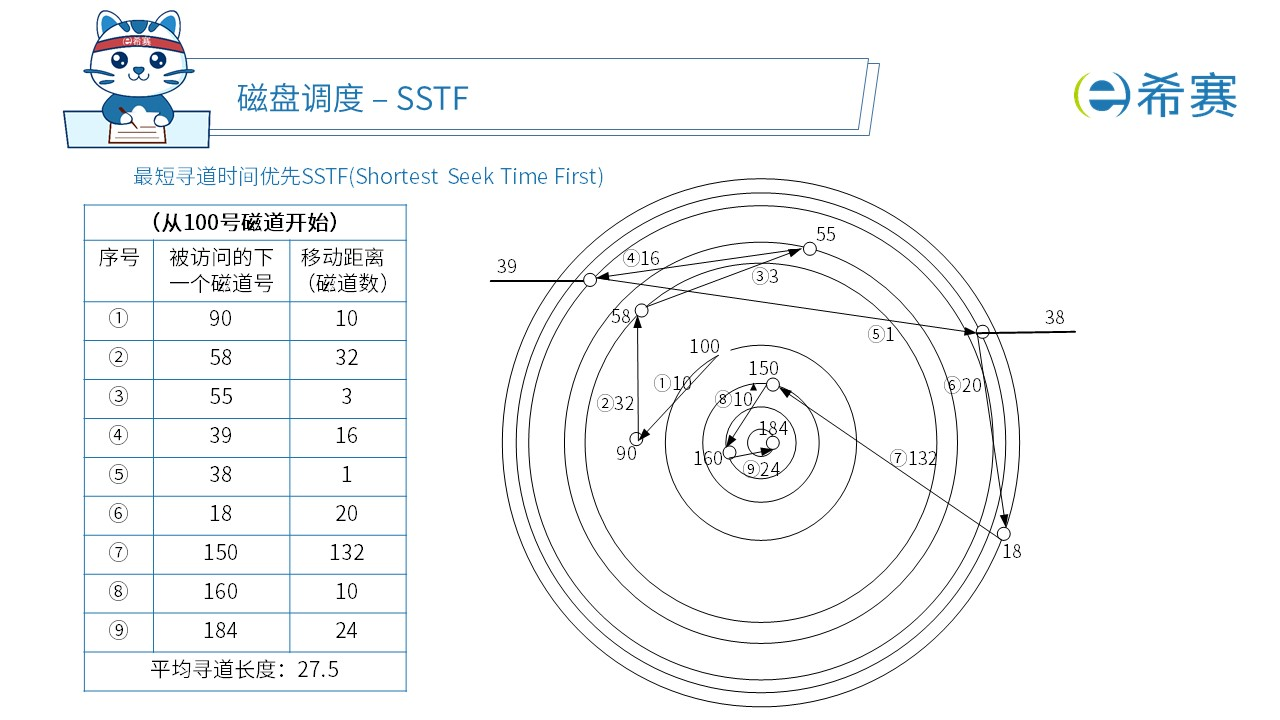 (e)希赛
磁盘调度 – SSTF
(e)希赛
最短寻道时间优先SSTF(Shortest Seek Time First)
（从100号磁道开始）
序号 被访问的下一个磁道号 移动距离（磁道数）
① 90 10
② 58 32
③ 55 3
④ 39 16
⑤ 38 1
⑥ 18 20
⑦ 150 132
⑧ 160 10
⑨ 184 24
平均寻道长度：27.5
55
④16
39
③3
58
38
⑤1
100
150
①10
⑥20
⑧10
②32
184
90
160
⑦132
⑨24
18